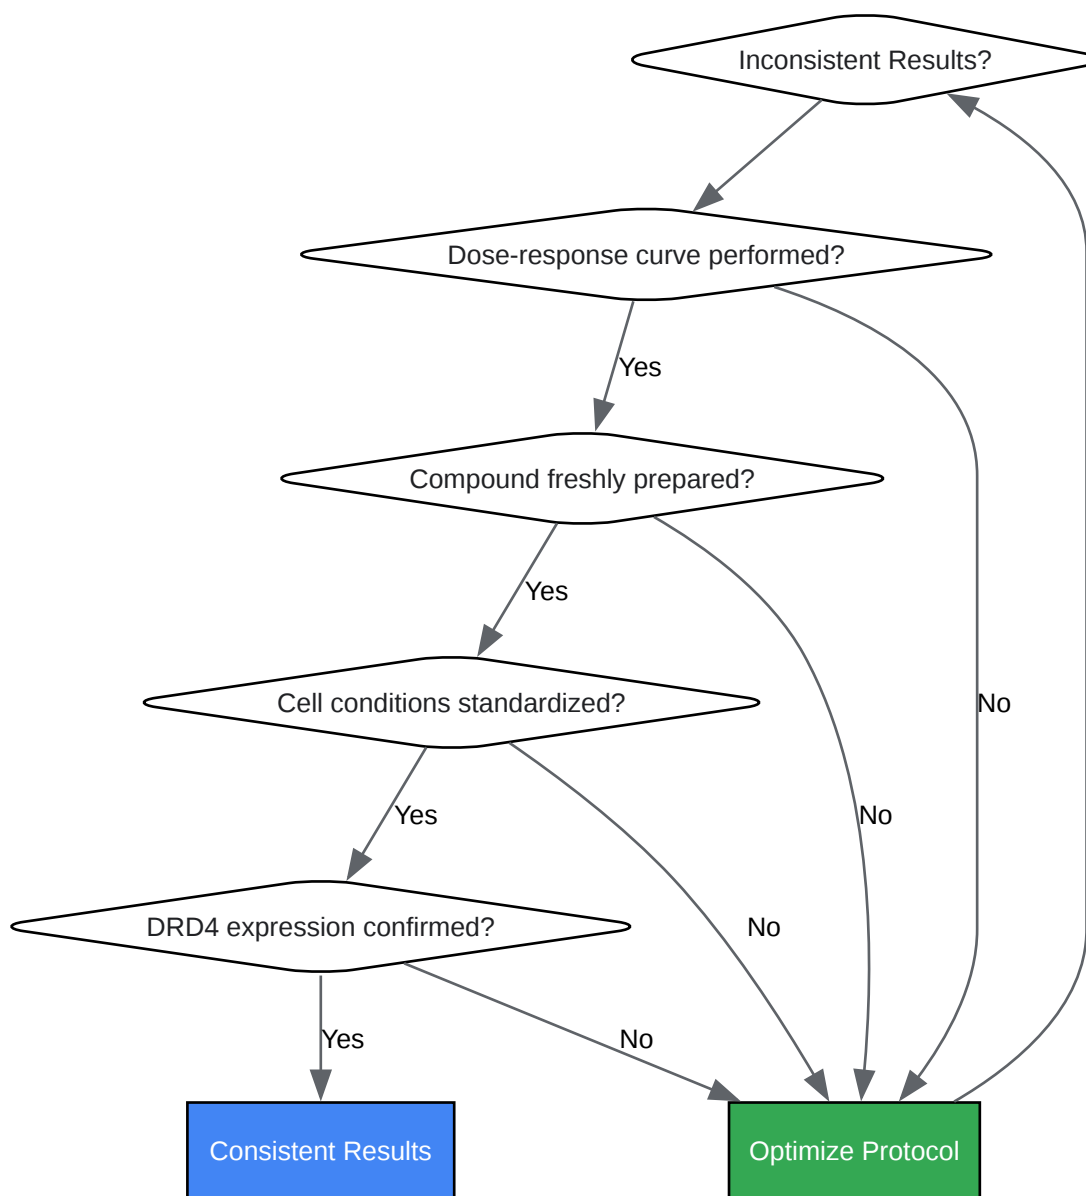 Inconsistent Results?
Dose-response curve performed?
Yes
Compound freshly prepared?
Yes
Cell conditions standardized?
No
Yes
No
DRD4 expression confirmed?
No
Yes
No
Consistent Results
Optimize Protocol